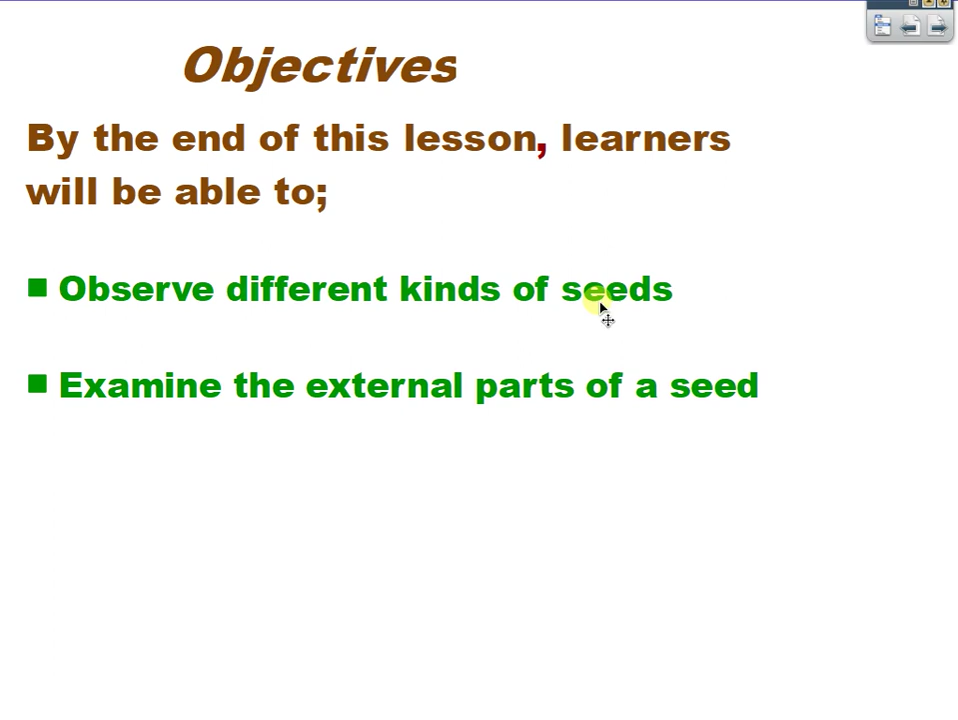 Objectives
By the end of this lesson, learners
will be able to;
■ Observe different kinds of seeds
■ Examine the external parts of a seed